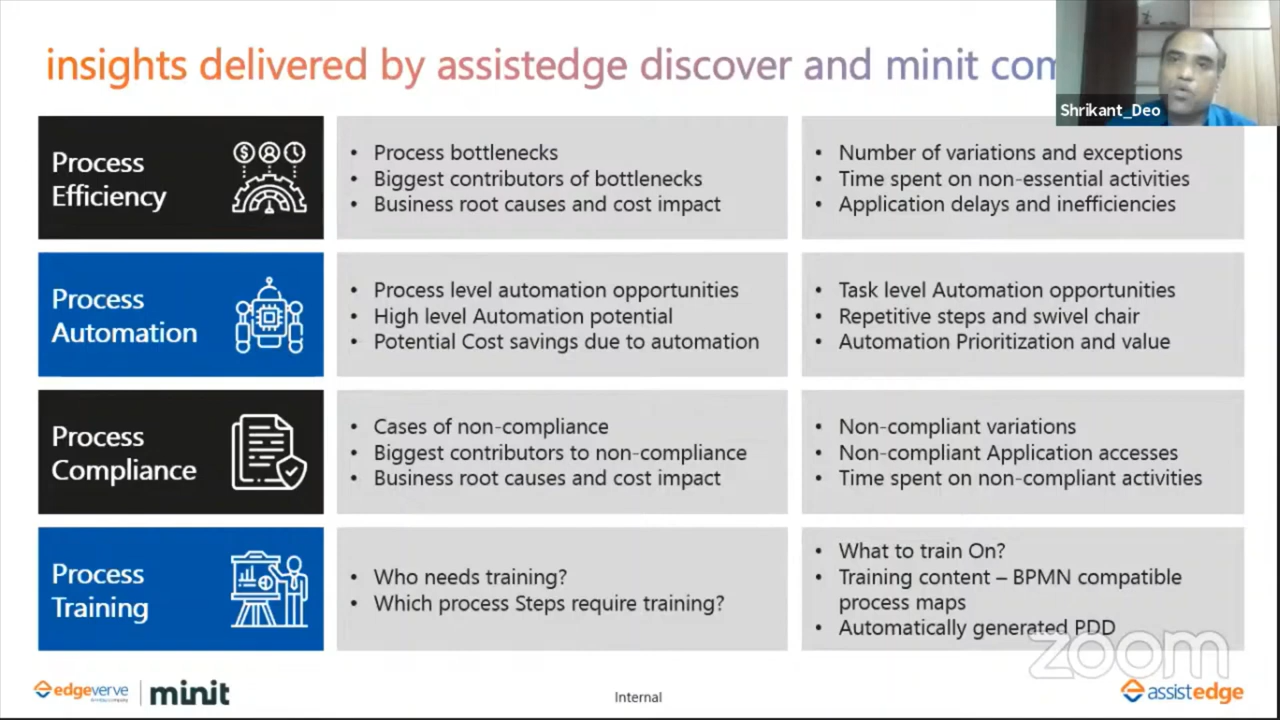 insights delivered by assistedge discover and minit com
Shrikant_Deo
Process
Efficiency
• Process bottlenecks
• Biggest contributors of bottlenecks
• Business root causes and cost impact
• Number of variations and exceptions
• Time spent on non-essential activities
• Application delays and inefficiencies
Process
Automation
• Process level automation opportunities
• High level Automation potential
• Potential Cost savings due to automation
• Task level Automation opportunities
• Repetitive steps and swivel chair
• Automation Prioritization and value
Process
Compliance
• Cases of non-compliance
• Biggest contributors to non-compliance
• Business root causes and cost impact
• Non-compliant variations
• Non-compliant Application accesses
• Time spent on non-compliant activities
Process
Training
• Who needs training?
• Which process Steps require training?
• What to train On?
• Training content – BPMN compatible
process maps
• Automatically generated PDD
zoom
edgeverve
minit
Internal
assistedge